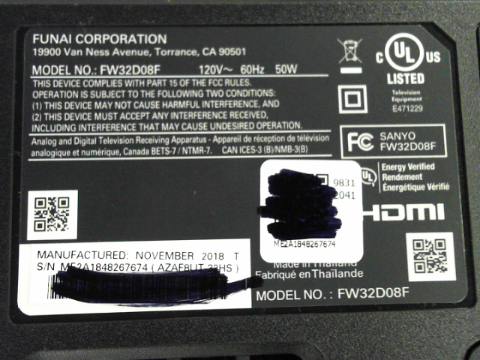 FUNAI CORPORATION
19900 Van Ness Avenue, Torrance, CA 90501
MODEL NO.: FW32D08F 120V~ 60Hz 50W
THIS DEVICE COMPLIES WITH PART 15 OF THE FCC RULES.
OPERATION IS SUBJECT TO THE FOLLOWING TWO CONDITIONS:
(1) THIS DEVICE MAY NOT CAUSE HARMFUL INTERFERENCE, AND
(2) THIS DEVICE MUST ACCEPT ANY INTERFERENCE RECEIVED,
INCLUDING INTERFERENCE THAT MAY CAUSE UNDESIRED OPERATION.
Analog and Digital Television Receiving Apparatus - Appareil de réception de télévision
analogique et numérique, Canada BETS-7 / NTMR-7. CAN ICES-3 (B)/NMB-3(B)
C UL US
LISTED
Television
Equipment
E471229
FC SANYO
FW32D08F
UL Energy Verified
Rendement
Énergétique Vérifié
HDMI
9831
2041
ME2A1848267674
MANUFACTURED: NOVEMBER 2018 T
S/N ME2A1848267674 (
Made in Thailand
Fabriqué en Thaïlande
MODEL NO. : FW32D08F